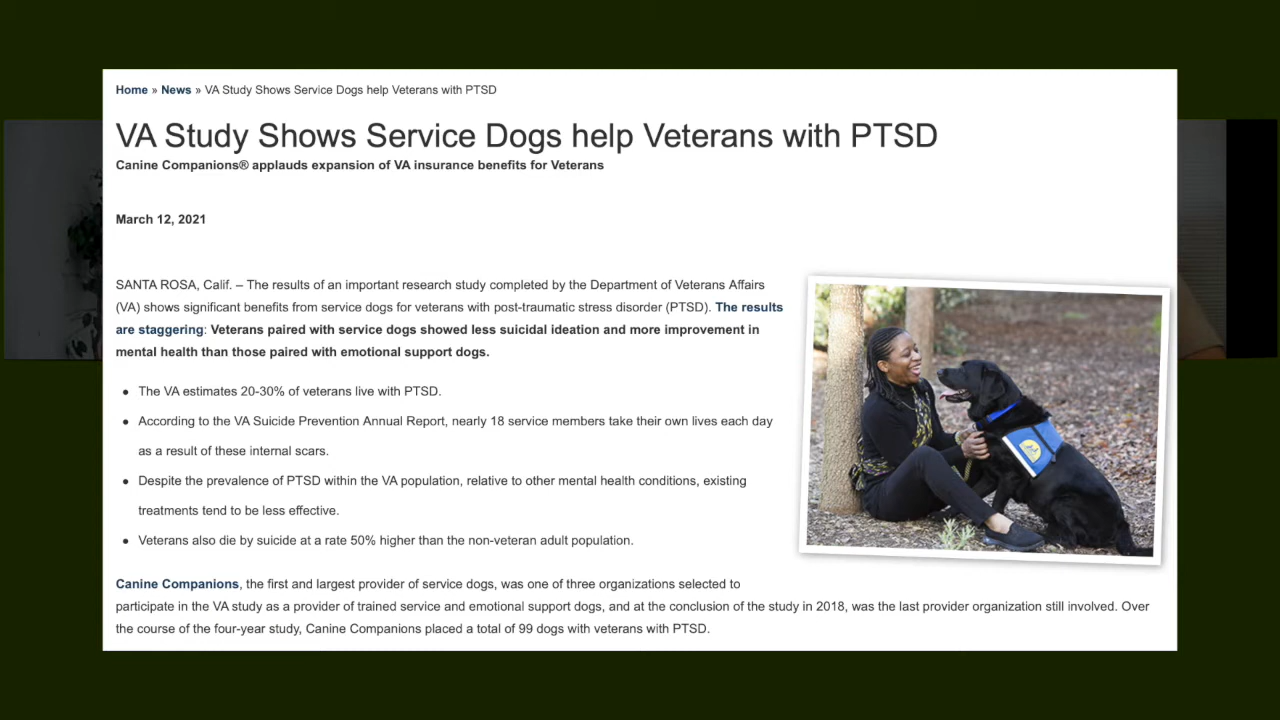 Home » News » VA Study Shows Service Dogs help Veterans with PTSD
VA Study Shows Service Dogs help Veterans with PTSD
Canine Companions® applauds expansion of VA insurance benefits for Veterans
March 12, 2021
SANTA ROSA, Calif. – The results of an important research study completed by the Department of Veterans Affairs
(VA) shows significant benefits from service dogs for veterans with post-traumatic stress disorder (PTSD). The results
are staggering: Veterans paired with service dogs showed less suicidal ideation and more improvement in
mental health than those paired with emotional support dogs.
● The VA estimates 20-30% of veterans live with PTSD.
● According to the VA Suicide Prevention Annual Report, nearly 18 service members take their own lives each day
as a result of these internal scars.
● Despite the prevalence of PTSD within the VA population, relative to other mental health conditions, existing
treatments tend to be less effective.
● Veterans also die by suicide at a rate 50% higher than the non-veteran adult population.
Canine Companions, the first and largest provider of service dogs, was one of three organizations selected to
participate in the VA study as a provider of trained service and emotional support dogs, and at the conclusion of the study in 2018, was the last provider organization still involved. Over
the course of the four-year study, Canine Companions placed a total of 99 dogs with veterans with PTSD.